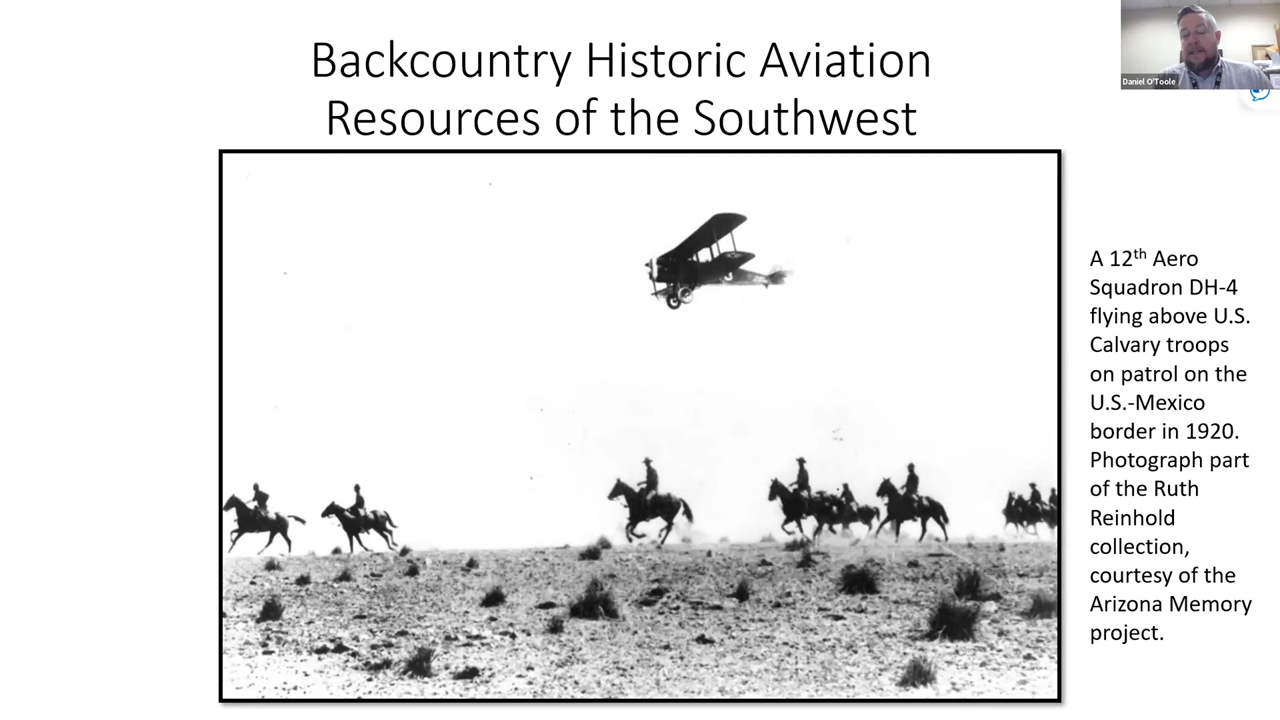 Backcountry Historic Aviation
Resources of the Southwest
Daniel O'Toole
A 12th Aero
Squadron DH-4
flying above U.S.
Calvary troops
on patrol on the
U.S.-Mexico
border in 1920.
Photograph part
of the Ruth
Reinhold
collection,
courtesy of the
Arizona Memory
project.